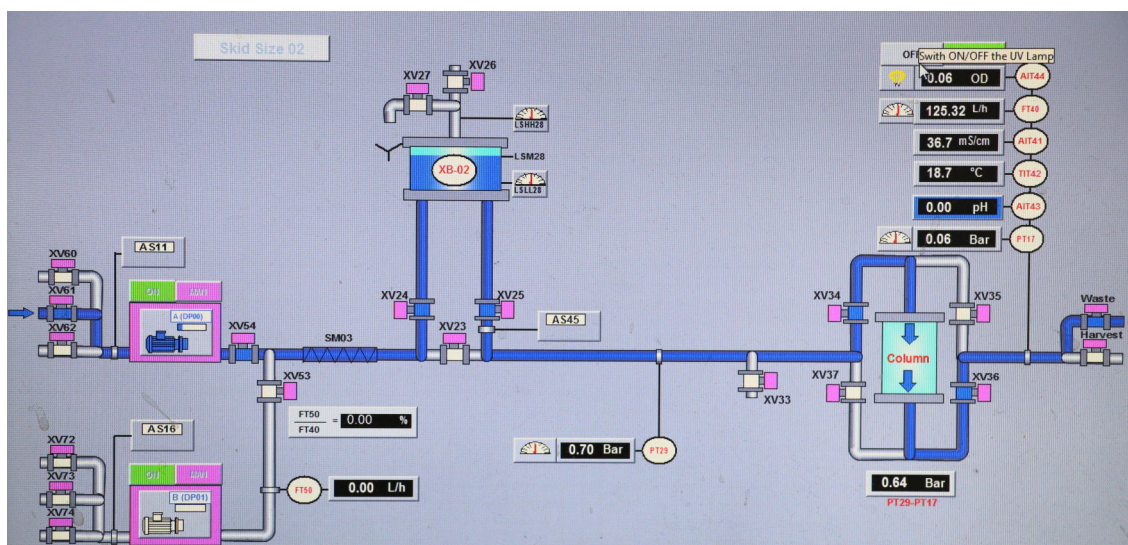 Skid Size 02
OFF
Swith ON/OFF the UV Lamp
0.06 OD
AIT44
125.32 L/h
FT40
36.7 mS/cm
AIT41
18.7 °C
TIT42
0.00 pH
AIT43
0.06 Bar
PT17
XV26
XV27
LSHH28
XB-02
LSM28
LSLL28
XV60
AS11
XV61
ON MAN
A (DP00)
XV62
XV54
SM03
XV24
XV23
XV25
AS45
XV34
XV35
Column
XV37
XV36
XV33
Waste
Harvest
XV53
FT50
FT40
= 0.00 %
0.70 Bar
PT29
0.64 Bar
PT29-PT17
AS16
XV72
XV73
ON MAN
B (DP01)
XV74
FT50
0.00 L/h